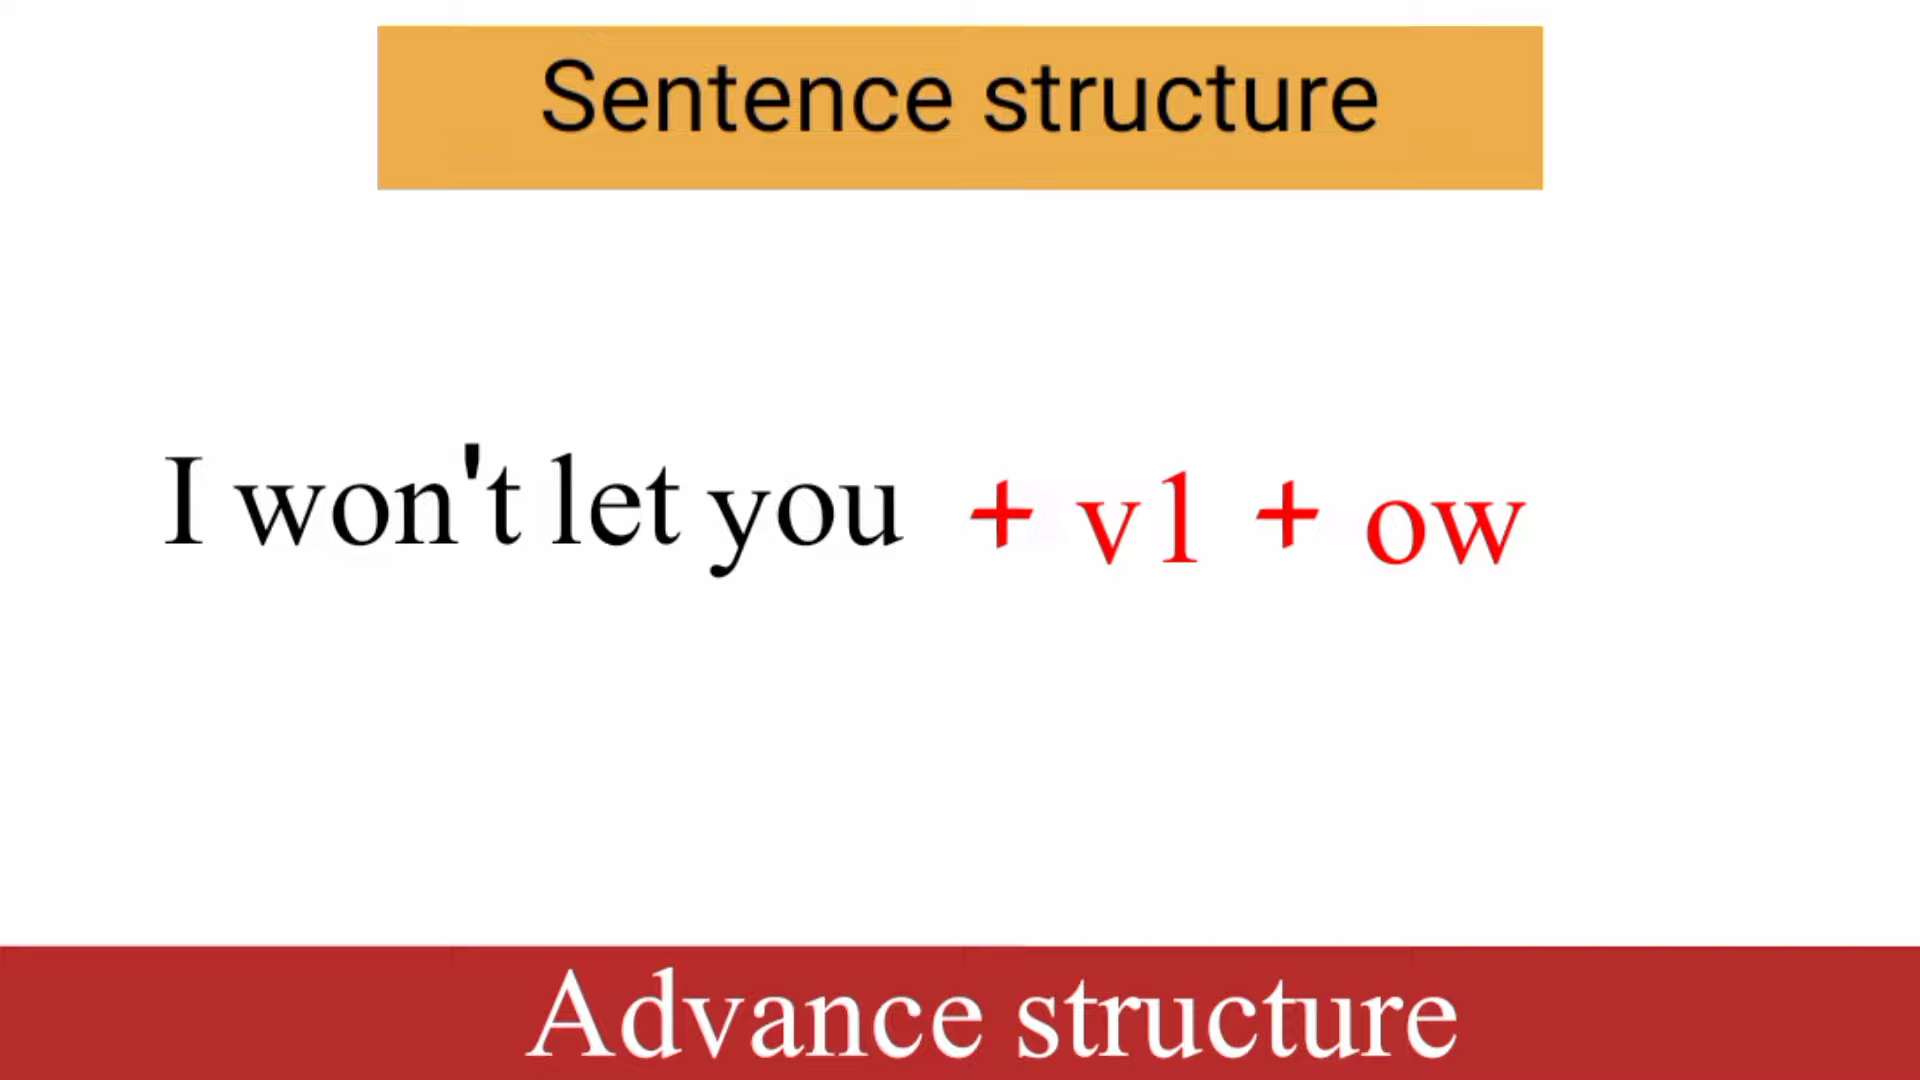 Sentence structure
I won't let you + v1 + ow
Advance structure